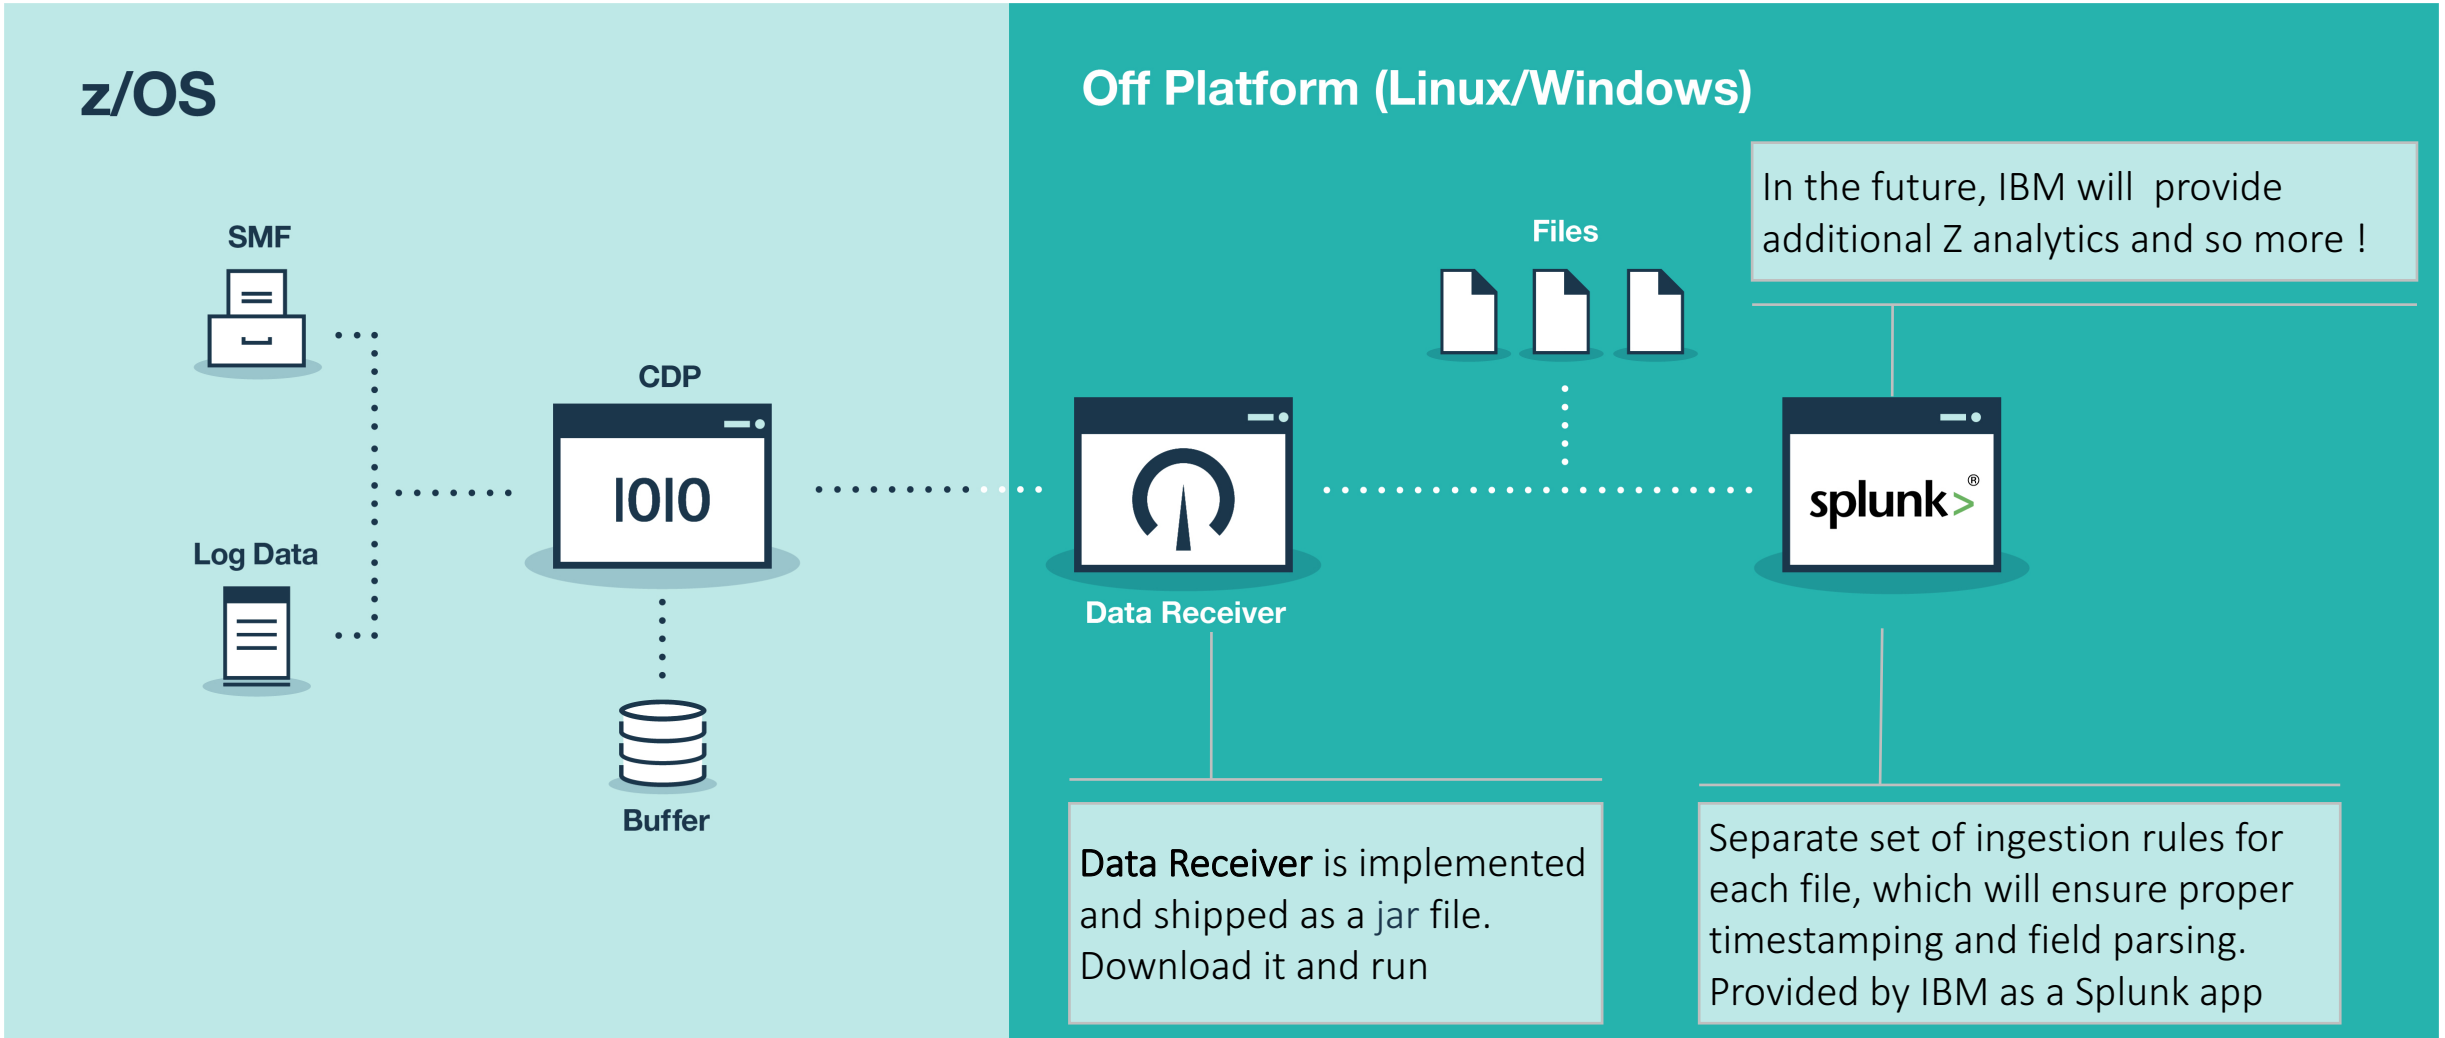 z/OS
Off Platform (Linux/Windows)
In the future, IBM will provide
additional Z analytics and so more !
SMF
Files
CDP
IOIO
splunk>®
Log Data
Data Receiver
Buffer
Data Receiver is implemented
and shipped as a jar file.
Download it and run
Separate set of ingestion rules for
each file, which will ensure proper
timestamping and field parsing.
Provided by IBM as a Splunk app